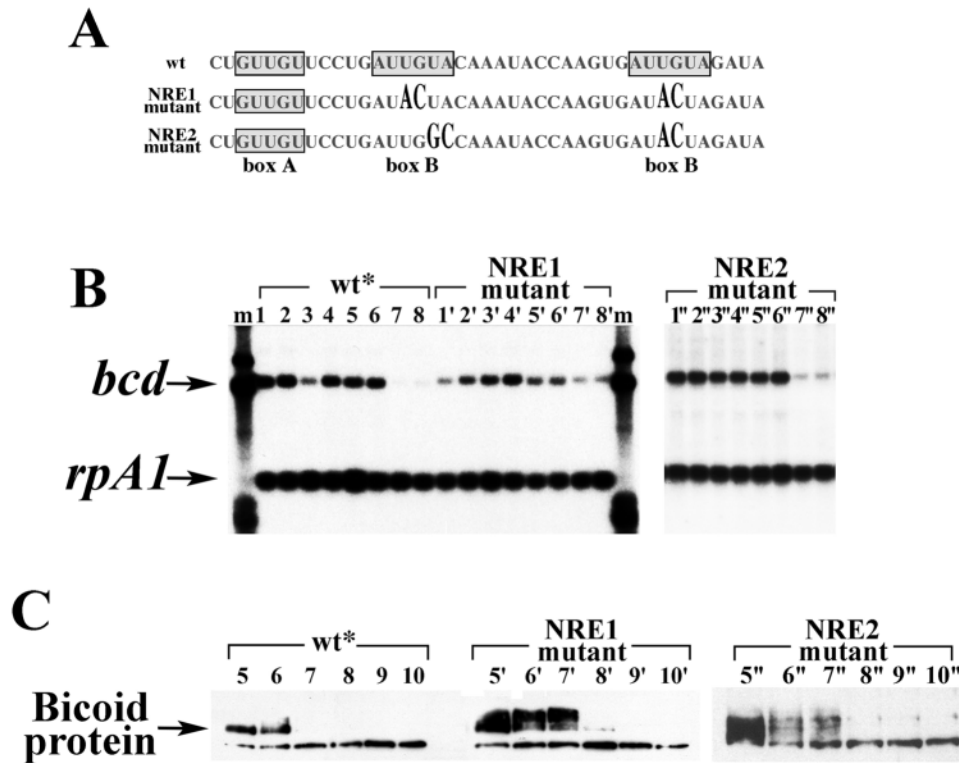 A
wt CUGUUGUUCCUGAUUGUACAAAUACCAAGUGAUUGUAGAUA
NRE1 mutant CUGUUGUUCCUGAUACUACAAAUACCAAGUGAUACUAGAUA
NRE2 mutant CUGUUGUUCCUGAUUGGCCAAAUACCAAGUGAUACUAGAUA
box A box B box B
B
wt* NRE1 mutant NRE2 mutant
m 1 2 3 4 5 6 7 8 1' 2' 3' 4' 5' 6' 7' 8' m 1" 2" 3" 4" 5" 6" 7" 8"
bcd
rpA1
C
wt* NRE1 mutant NRE2 mutant
5 6 7 8 9 10 5' 6' 7' 8' 9' 10' 5" 6" 7" 8" 9" 10"
Bicoid
protein